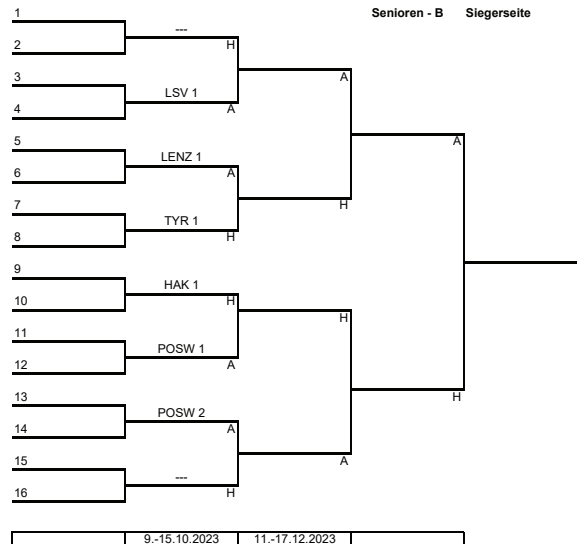 Senioren - B Siegerseite
1
---
2
H
3
A
LSV 1
4
A
5
A
LENZ 1
6
A
7
H
TYR 1
8
H
9
HAK 1
10
H
H
11
POSW 1
12
A
13
H
POSW 2
14
A
15
A
---
16
H
9.-15.10.2023 11.-17.12.2023